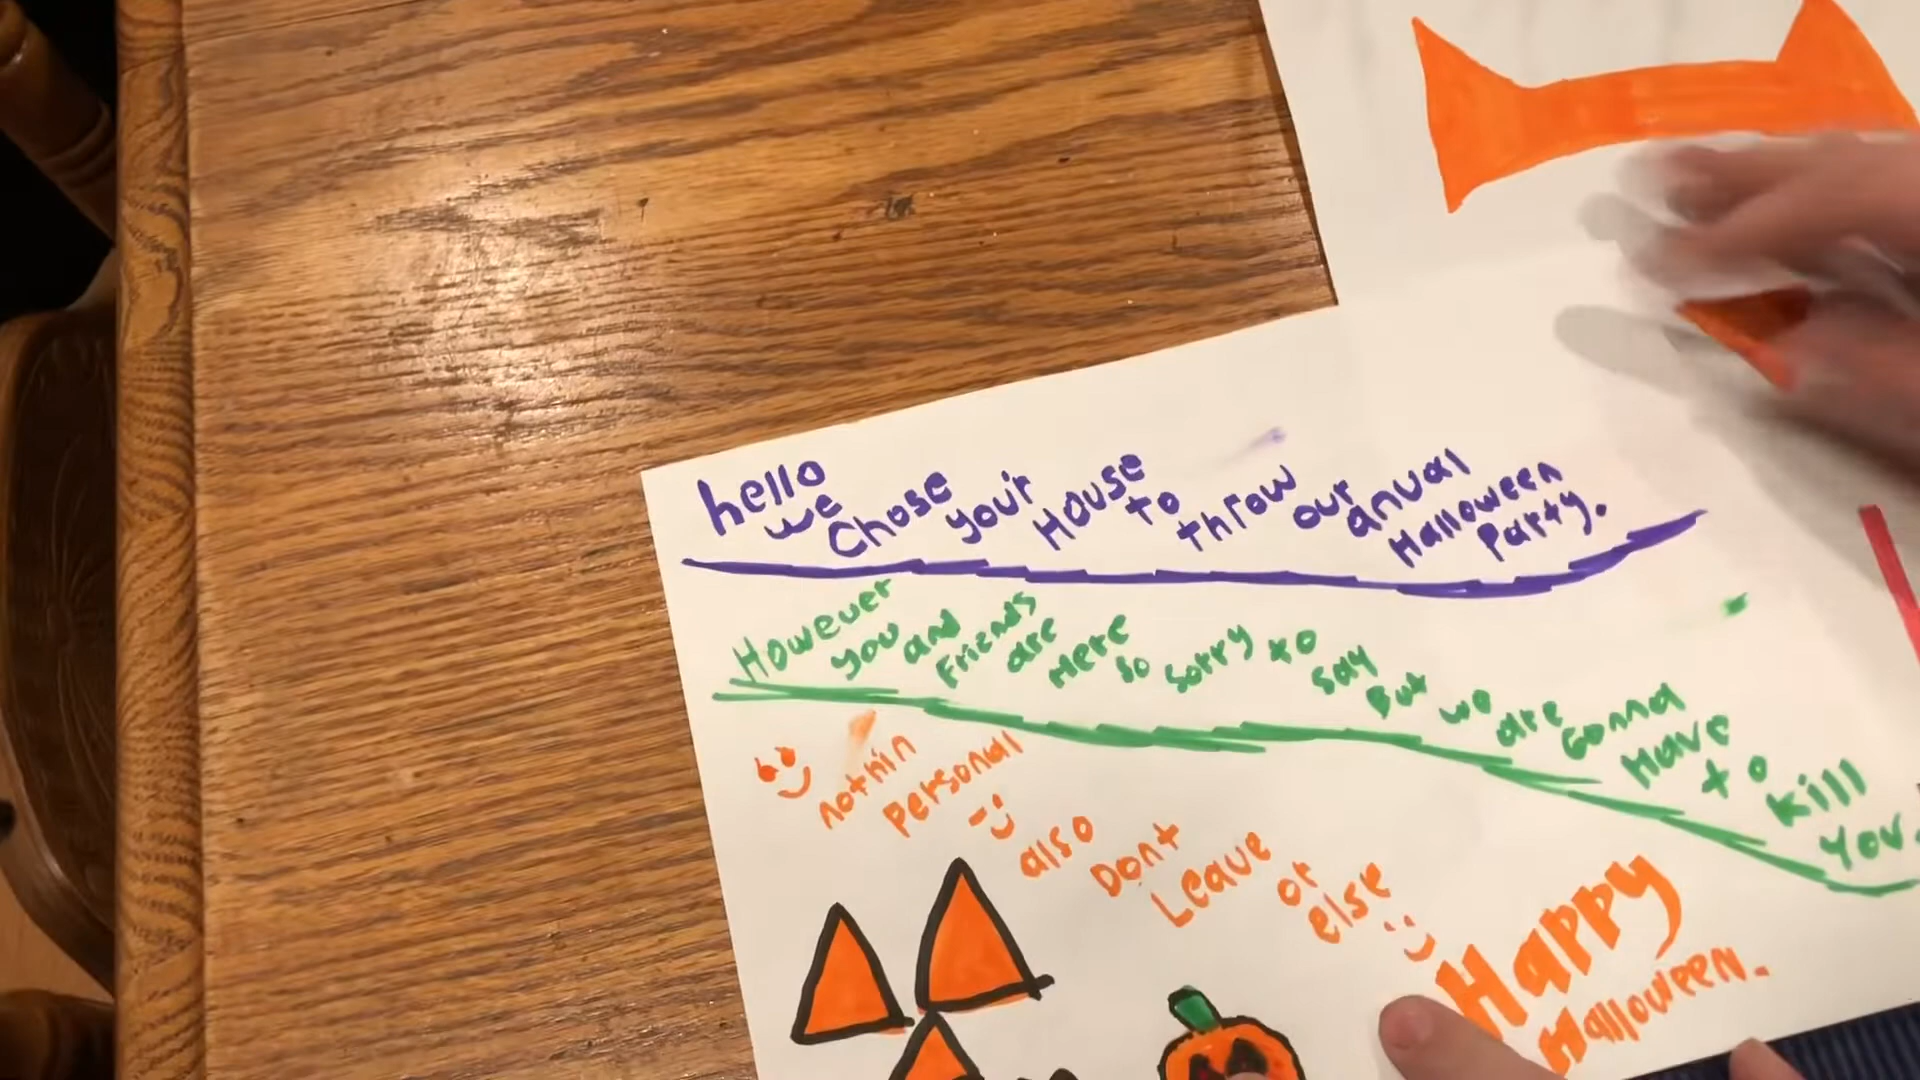 hello we Chose your House to throw our anual Halloween Party.
However you and Friends are Here so sorry to say But we are Gonna Have to kill you.
nothin Personal also Dont Leave or else
Happy Halloween.